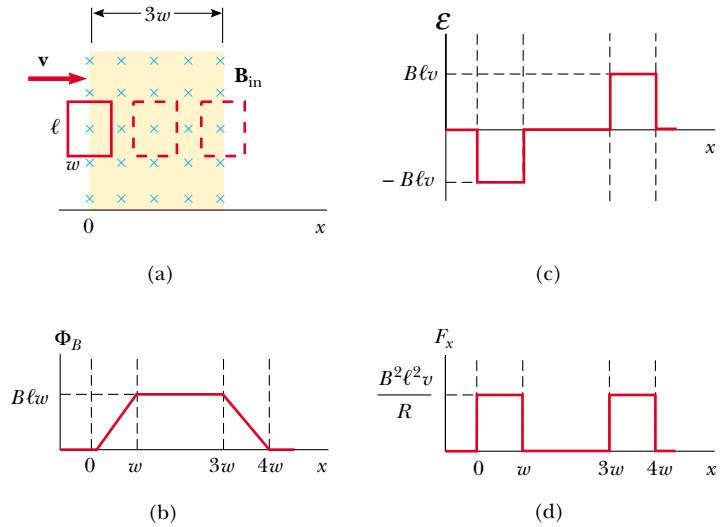 3w
v
B_in
ℓ
w
0 x
(a)
ℰ
Bℓv
x
− Bℓv
(c)
Φ_B
Bℓw
0 w 3w 4w x
(b)
F_x
B²ℓ²v
R
0 w 3w 4w x
(d)